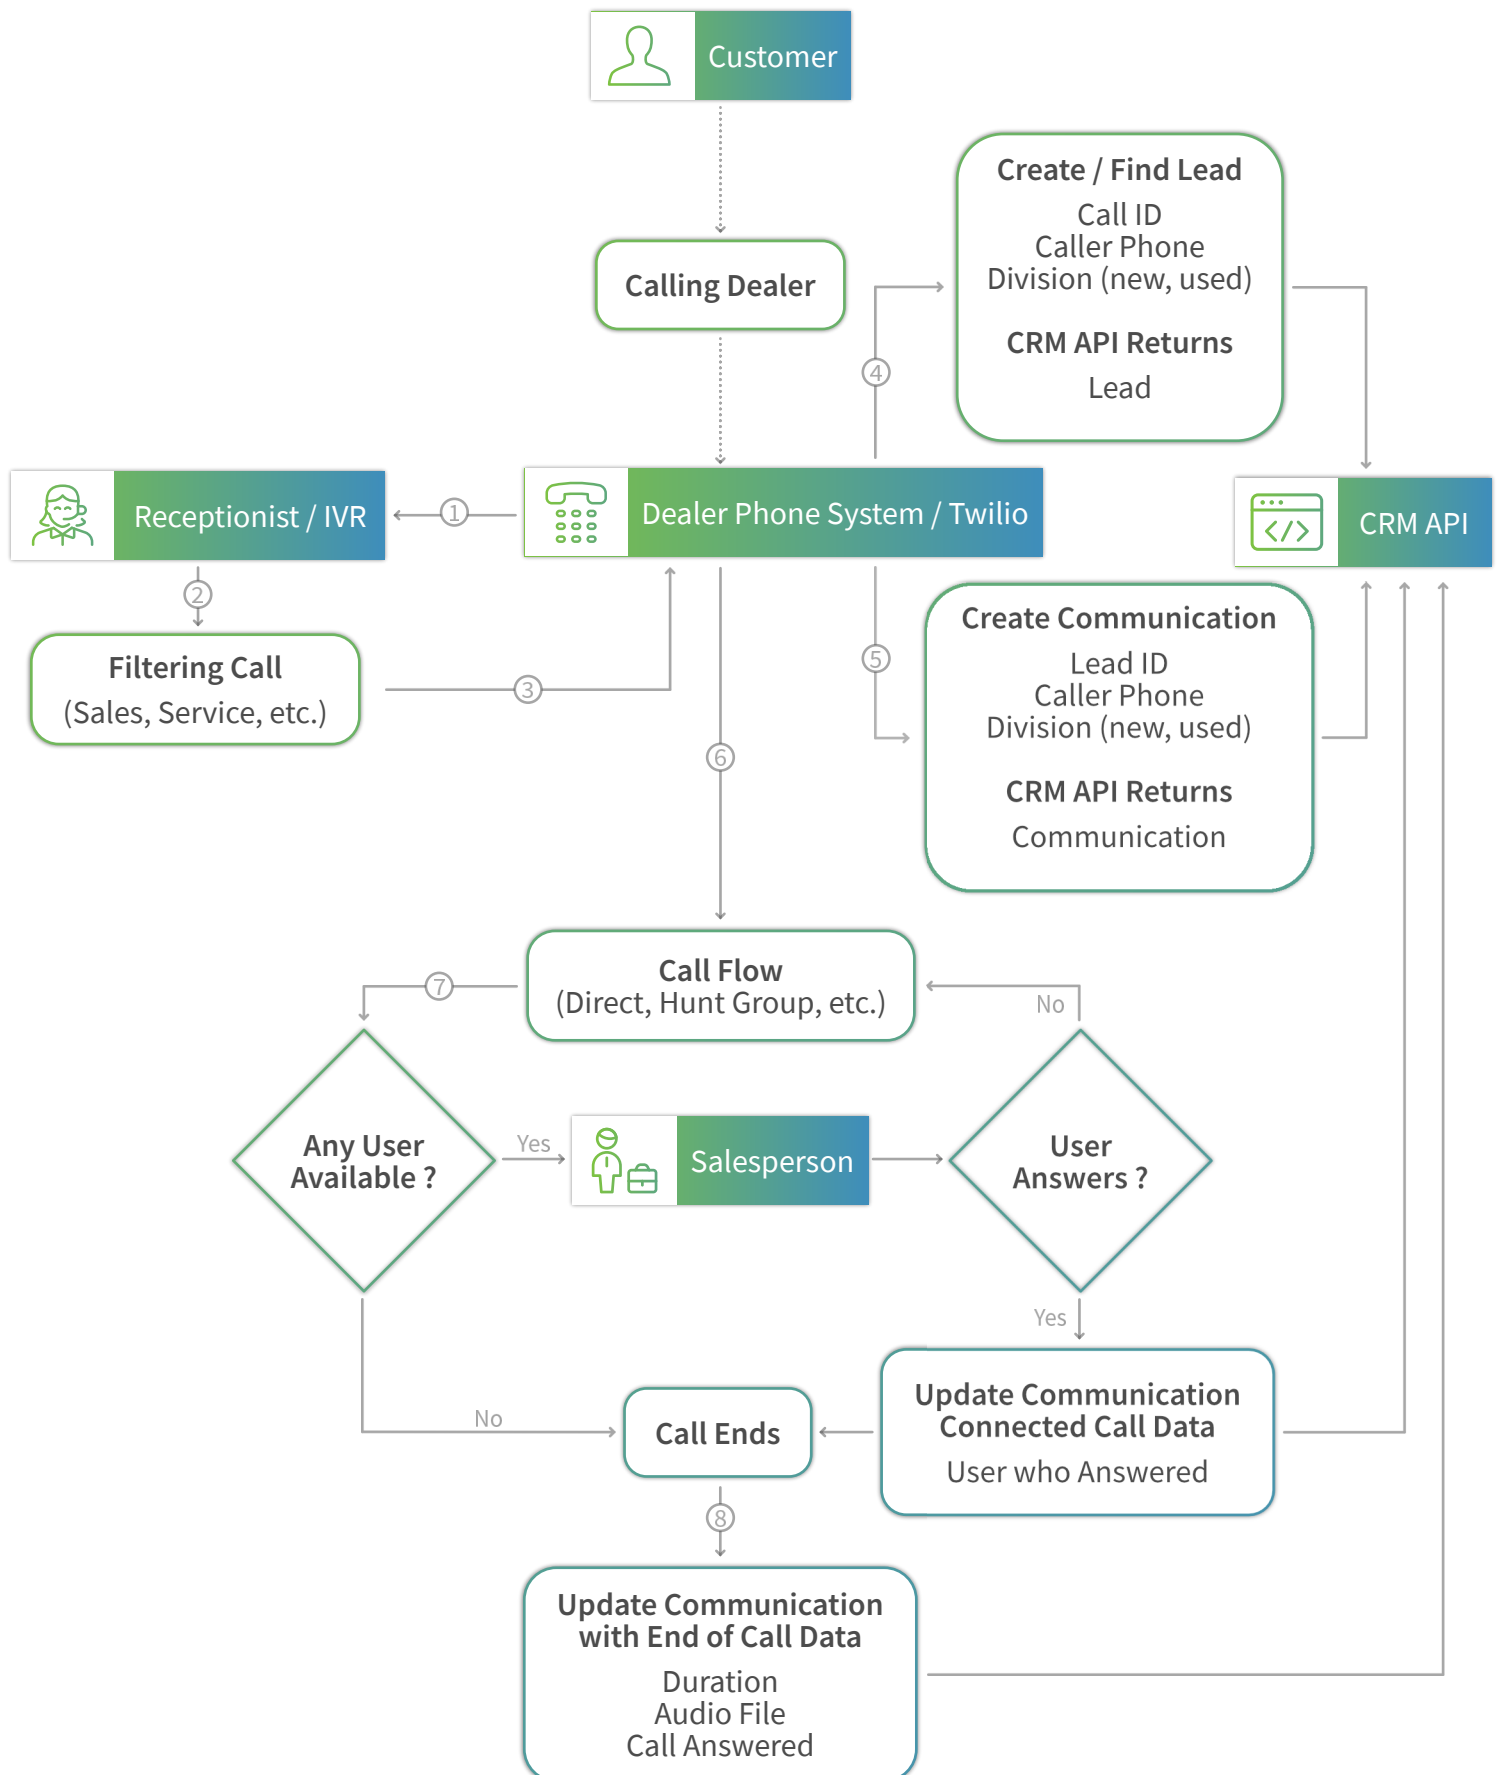 Customer
Create / Find Lead
Call ID
Caller Phone
Division (new, used)
CRM API Returns
Lead
Calling Dealer
4
Receptionist / IVR
1
Dealer Phone System / Twilio
CRM API
2
Filtering Call
(Sales, Service, etc.)
3
5
Create Communication
Lead ID
Caller Phone
Division (new, used)
CRM API Returns
Communication
6
Call Flow
(Direct, Hunt Group, etc.)
7
No
Any User
Available ?
Yes
Salesperson
User
Answers ?
Yes
No
Call Ends
Update Communication
Connected Call Data
User who Answered
8
Update Communication
with End of Call Data
Duration
Audio File
Call Answered